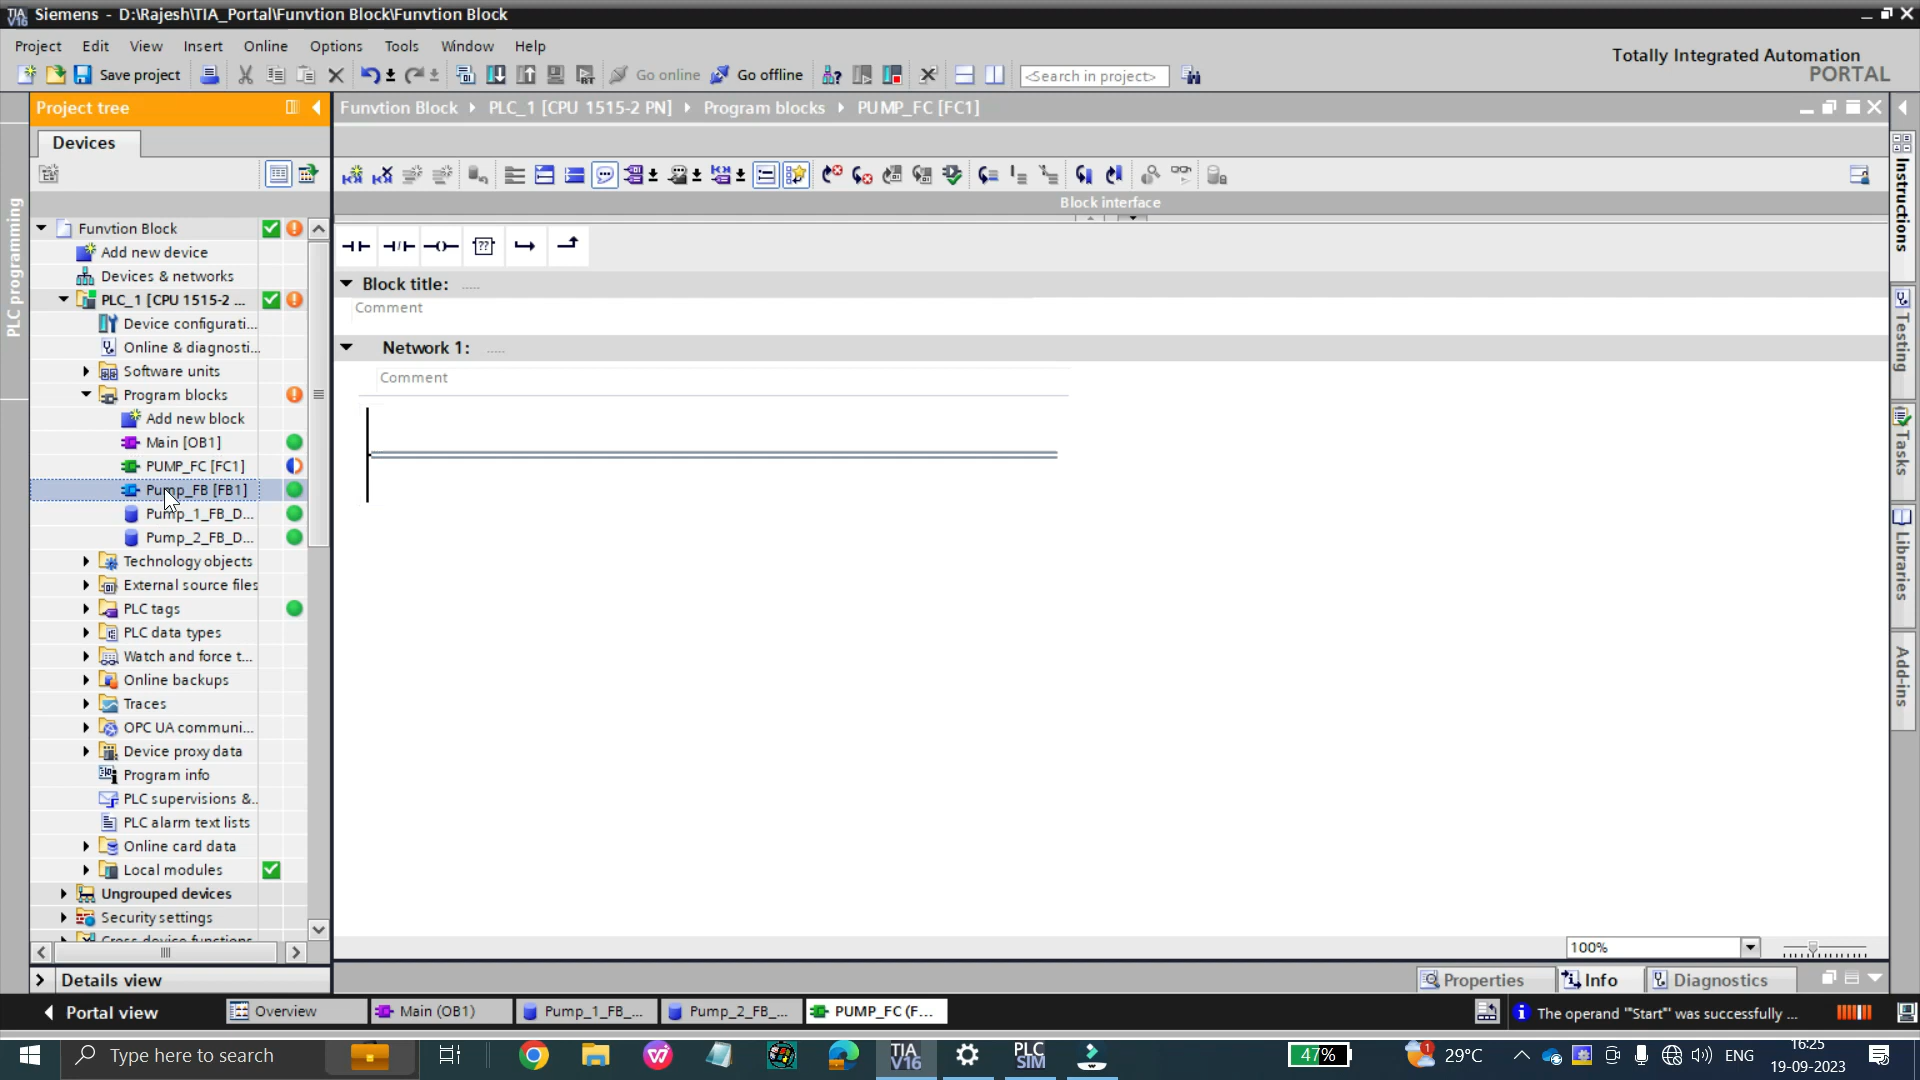 Siemens - D:\Rajesh\TIA_Portal\Funvtion Block\Funvtion Block
Project Edit View Insert Online Options Tools Window Help
Totally Integrated Automation
PORTAL
Save project Go online Go offline <Search in project>
Project tree
Funvtion Block PLC_1 [CPU 1515-2 PN] Program blocks PUMP_FC [FC1]
Devices
Block interface
PLC programming
Funvtion Block
Add new device
Devices & networks
PLC_1 [CPU 1515-2 ...
Device configurati...
Online & diagnosti...
Software units
Program blocks
Add new block
Main [OB1]
PUMP_FC [FC1]
Pump_FB [FB1]
Pump_1_FB_D...
Pump_2_FB_D...
Technology objects
External source files
PLC tags
PLC data types
Watch and force t...
Online backups
Traces
OPC UA communi...
Device proxy data
Program info
PLC supervisions &..
PLC alarm text lists
Online card data
Local modules
Ungrouped devices
Security settings
Cross-device functions
Details view
??
Block title: .....
Comment
Network 1: .....
Comment
100%
Instructions
Testing
Tasks
Libraries
Add-ins
Properties Info Diagnostics
Portal view Overview Main (OB1) Pump_1_FB_... Pump_2_FB_... PUMP_FC (F... The operand '"Start"' was successfully ...
Type here to search
TIA V16
PLC SIM
47% 29°C ENG
16:25
19-09-2023